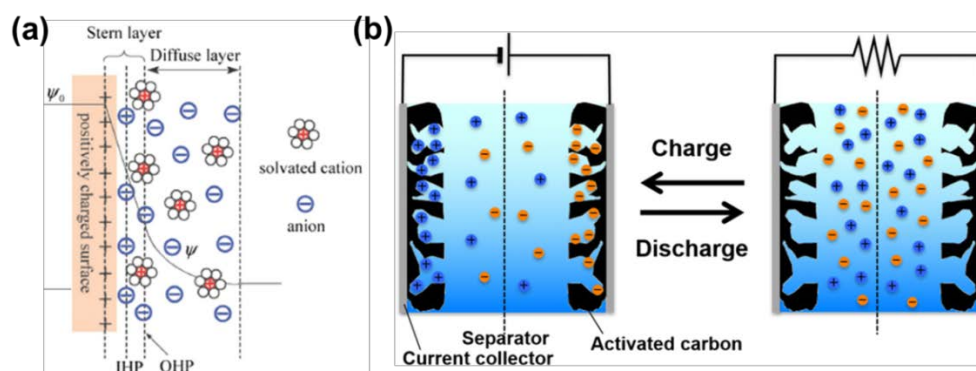 (a)
Stern layer
Diffuse layer
ψ₀
positively charged surface
solvated cation
anion
ψ
IHP
OHP
(b)
Charge
Discharge
Separator
Current collector
Activated carbon